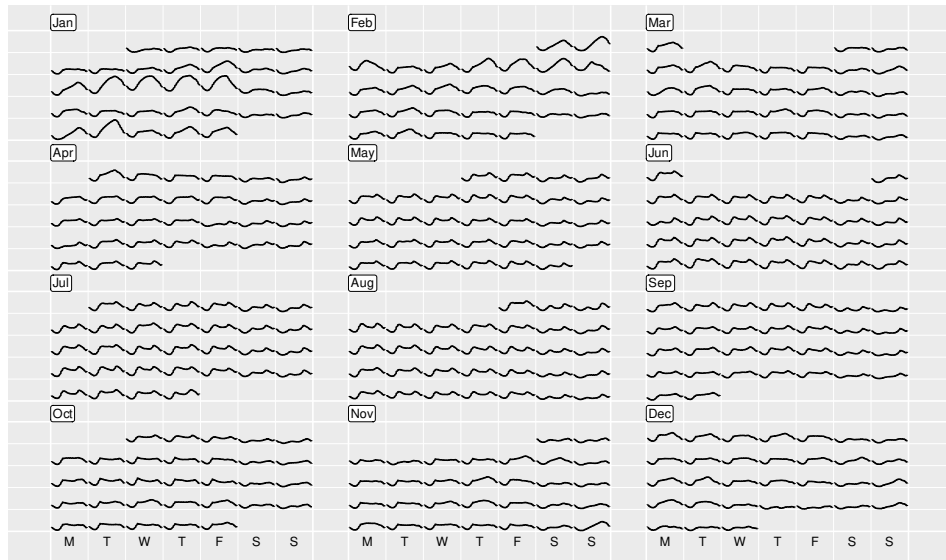 Jan Feb Mar
Apr May Jun
Jul Aug Sep
Oct Nov Dec
M T W T F S S M T W T F S S M T W T F S S